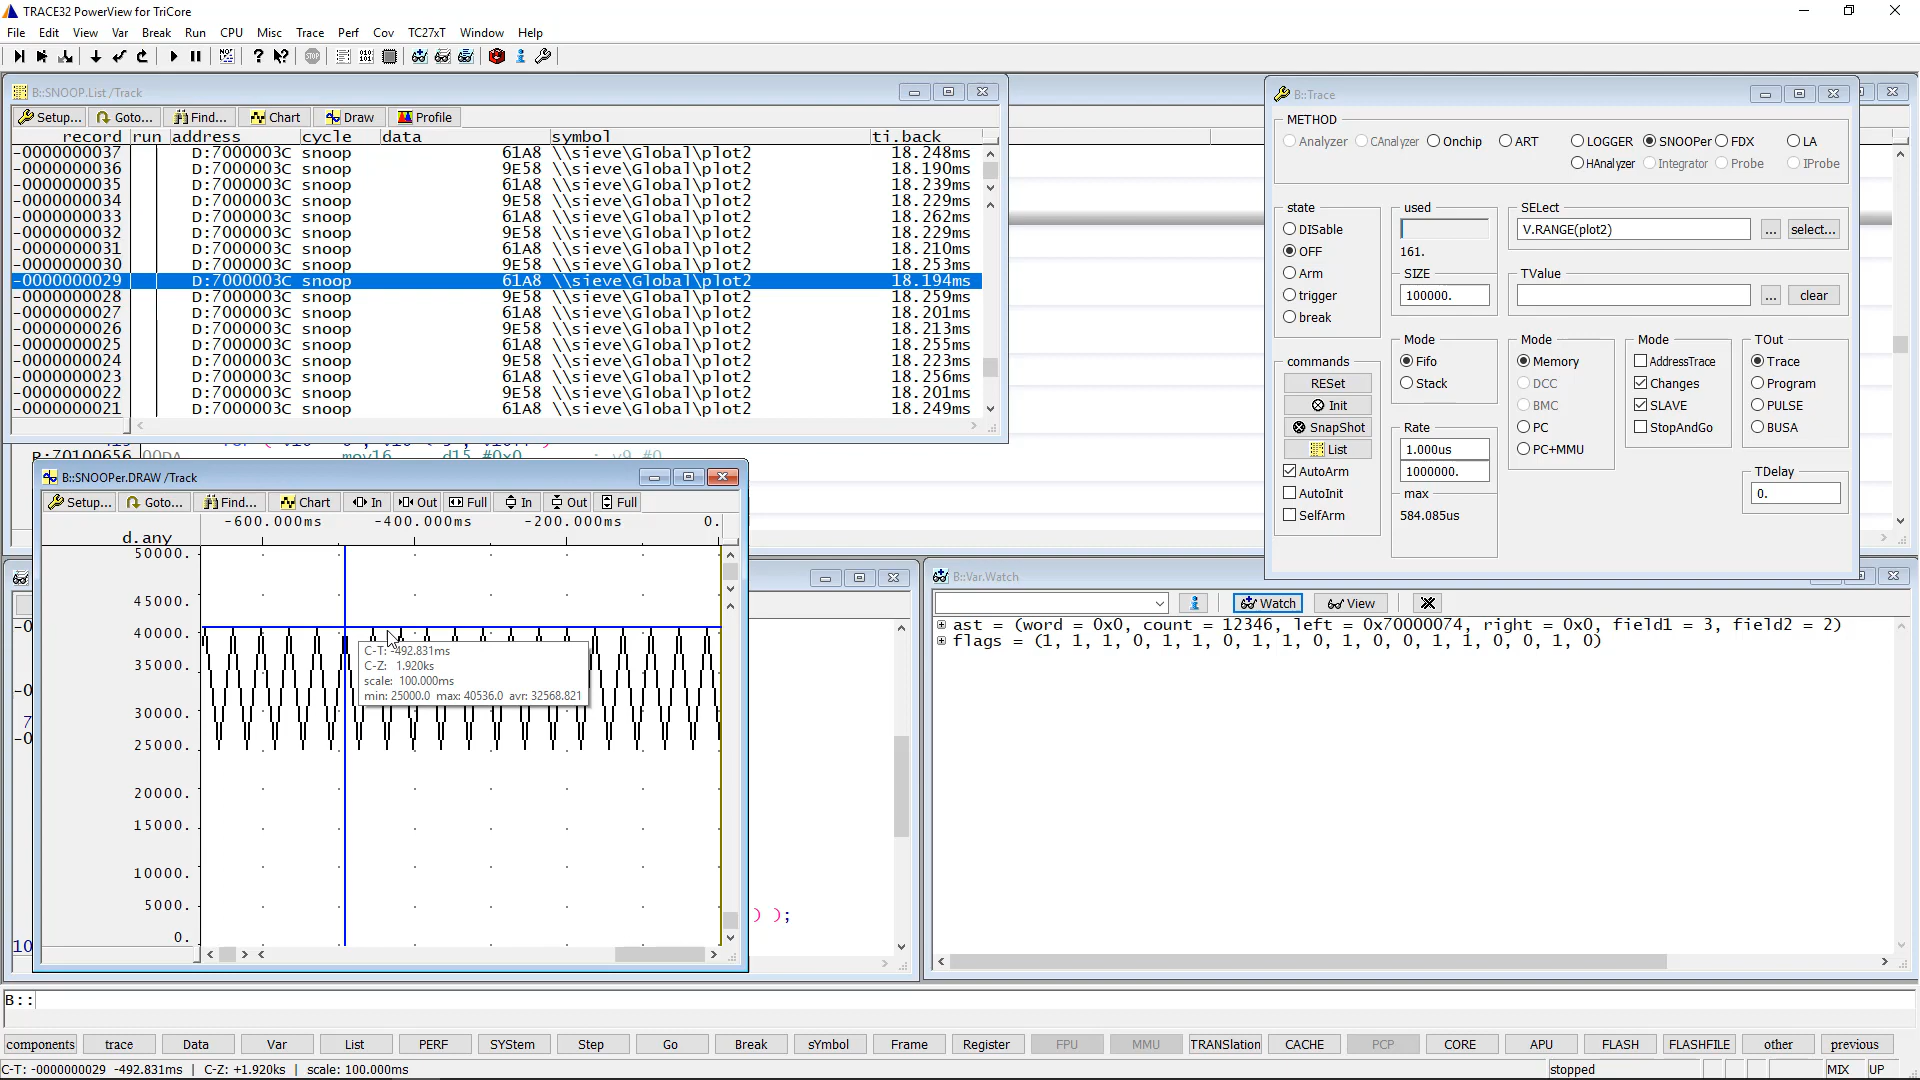 TRACE32 PowerView for TriCore
File Edit View Var Break Run CPU Misc Trace Perf Cov TC27xT Window Help
B::SNOOP.List /Track
Setup... Goto... Find... Chart Draw Profile
record run address cycle data symbol ti.back
-0000000037 D:7000003C snoop 61A8 \\sieve\Global\plot2 18.248ms
-0000000036 D:7000003C snoop 9E58 \\sieve\Global\plot2 18.190ms
-0000000035 D:7000003C snoop 61A8 \\sieve\Global\plot2 18.239ms
-0000000034 D:7000003C snoop 9E58 \\sieve\Global\plot2 18.229ms
-0000000033 D:7000003C snoop 61A8 \\sieve\Global\plot2 18.262ms
-0000000032 D:7000003C snoop 9E58 \\sieve\Global\plot2 18.229ms
-0000000031 D:7000003C snoop 61A8 \\sieve\Global\plot2 18.210ms
-0000000030 D:7000003C snoop 9E58 \\sieve\Global\plot2 18.253ms
-0000000029 D:7000003C snoop 61A8 \\sieve\Global\plot2 18.194ms
-0000000028 D:7000003C snoop 9E58 \\sieve\Global\plot2 18.259ms
-0000000027 D:7000003C snoop 61A8 \\sieve\Global\plot2 18.201ms
-0000000026 D:7000003C snoop 9E58 \\sieve\Global\plot2 18.213ms
-0000000025 D:7000003C snoop 61A8 \\sieve\Global\plot2 18.255ms
-0000000024 D:7000003C snoop 9E58 \\sieve\Global\plot2 18.223ms
-0000000023 D:7000003C snoop 61A8 \\sieve\Global\plot2 18.256ms
-0000000022 D:7000003C snoop 9E58 \\sieve\Global\plot2 18.201ms
-0000000021 D:7000003C snoop 61A8 \\sieve\Global\plot2 18.249ms
B::Trace
METHOD
Analyzer CAnalyzer Onchip ART LOGGER SNOOPer FDX LA
HAnalyzer Integrator Probe IProbe
state
DISable
OFF
Arm
trigger
break
commands
RESet
Init
SnapShot
List
AutoArm
AutoInit
SelfArm
used
161.
SIZE
100000.
Mode
Fifo
Stack
Rate
1.000us
1000000.
max
584.085us
SELect
V.RANGE(plot2) ... select...
TValue
... clear
Mode
Memory
DCC
BMC
PC
PC+MMU
Mode
AddressTrace
Changes
SLAVE
StopAndGo
TOut
Trace
Program
PULSE
BUSA
TDelay
0.
P:70100656 00DA mov16 d15,#0x0 ; v9,#0
B::SNOOPer.DRAW /Track
Setup... Goto... Find... Chart In Out Full In Out Full
-600.000ms -400.000ms -200.000ms 0.
d.any
50000.
45000.
40000.
35000.
30000.
25000.
20000.
15000.
10000.
5000.
0.
C-T: -492.831ms
C-Z: 1.920ks
scale: 100.000ms
min: 25000.0 max: 40536.0 avr: 32568.821
-0
-0
7
-0
10
) );
B::Var.Watch
Watch View
ast = (word = 0x0, count = 12346, left = 0x70000074, right = 0x0, field1 = 3, field2 = 2)
flags = (1, 1, 1, 0, 1, 1, 0, 1, 1, 0, 1, 0, 0, 1, 1, 0, 0, 1, 0)
B::
components trace Data Var List PERF SYStem Step Go Break sYmbol Frame Register FPU MMU TRANSlation CACHE PCP CORE APU FLASH FLASHFILE other previous
C-T: -0000000029 -492.831ms | C-Z: +1.920ks | scale: 100.000ms stopped MIX UP